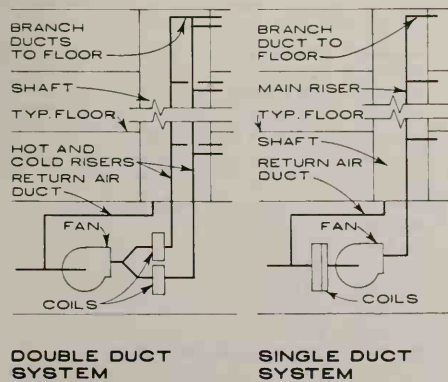 BRANCH
DUCTS
TO FLOOR
SHAFT
TYP. FLOOR
HOT AND
COLD RISERS
RETURN AIR
DUCT
FAN
COILS
DOUBLE DUCT
SYSTEM
BRANCH
DUCT TO
FLOOR
MAIN RISER
TYP. FLOOR
SHAFT
RETURN AIR
DUCT
FAN
COILS
SINGLE DUCT
SYSTEM